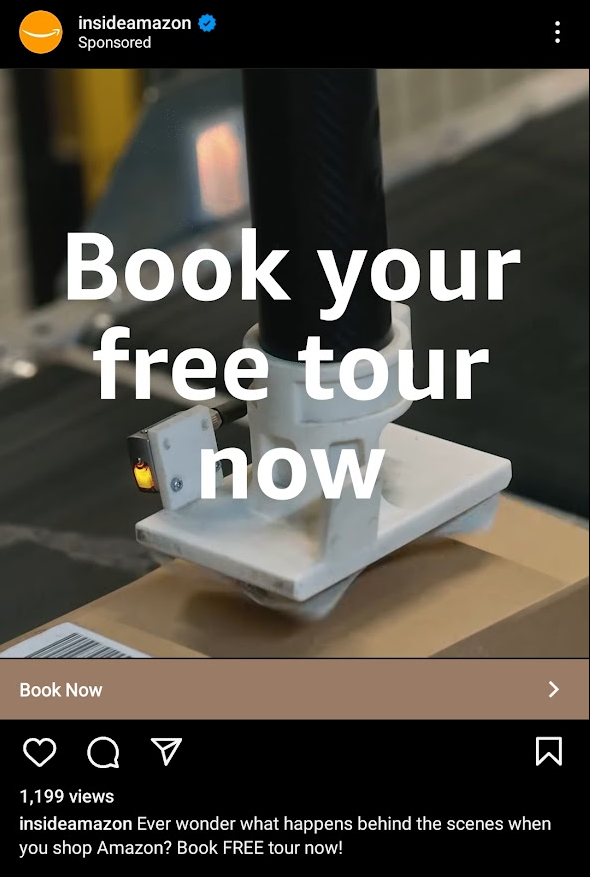 insideamazon
Sponsored
Book your
free tour
now
Book Now
1,199 views
insideamazon Ever wonder what happens behind the scenes when
you shop Amazon? Book FREE tour now!